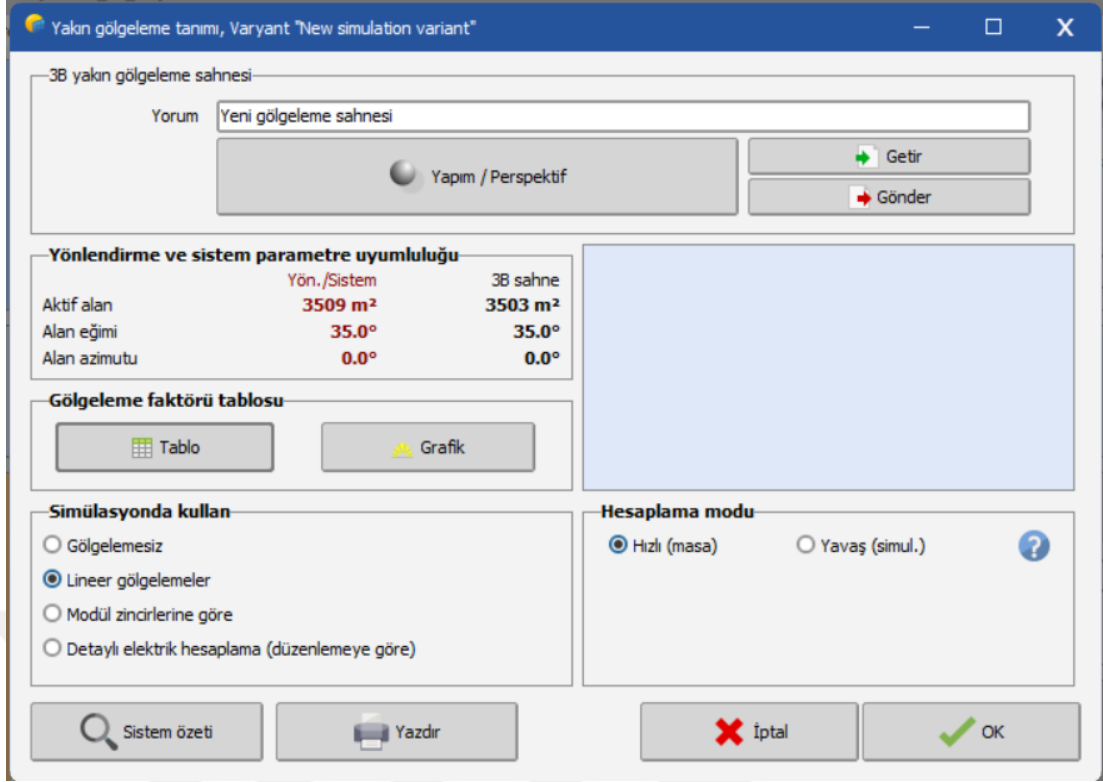 Yakın gölgeleme tanımı, Varyant "New simulation variant"
3B yakın gölgeleme sahnesi
Yorum Yeni gölgeleme sahnesi
Yapım / Perspektif
Getir
Gönder
Yönlendirme ve sistem parametre uyumluluğu
Yön./Sistem 3B sahne
Aktif alan 3509 m² 3503 m²
Alan eğimi 35.0° 35.0°
Alan azimutu 0.0° 0.0°
Gölgeleme faktörü tablosu
Tablo Grafik
Simülasyonda kullan
Gölgelemesiz
Lineer gölgelemeler
Modül zincirlerine göre
Detaylı elektrik hesaplama (düzenlemeye göre)
Hesaplama modu
Hızlı (masa) Yavaş (simul.) ?
Sistem özeti Yazdır İptal OK